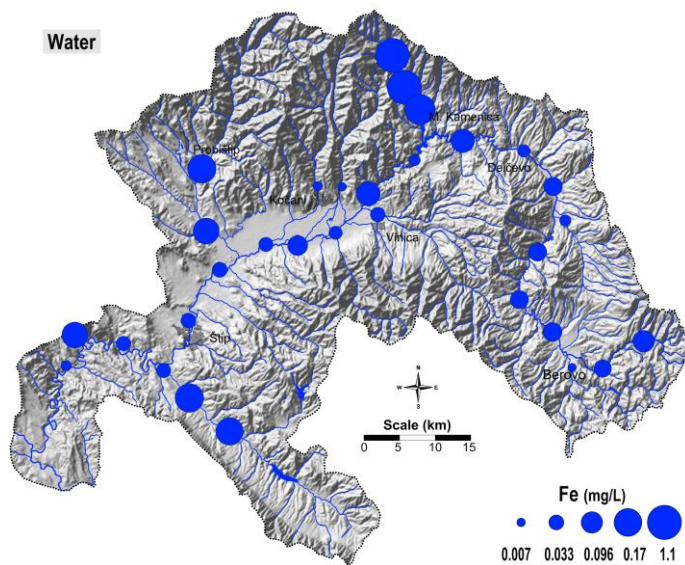 Water
M. Kamenica
Probištip
Delčevo
Kočani
Vinica
Štip
Berovo
N
W E
S
Scale (km)
0 5 10 15
Fe (mg/L)
0.007 0.033 0.096 0.17 1.1